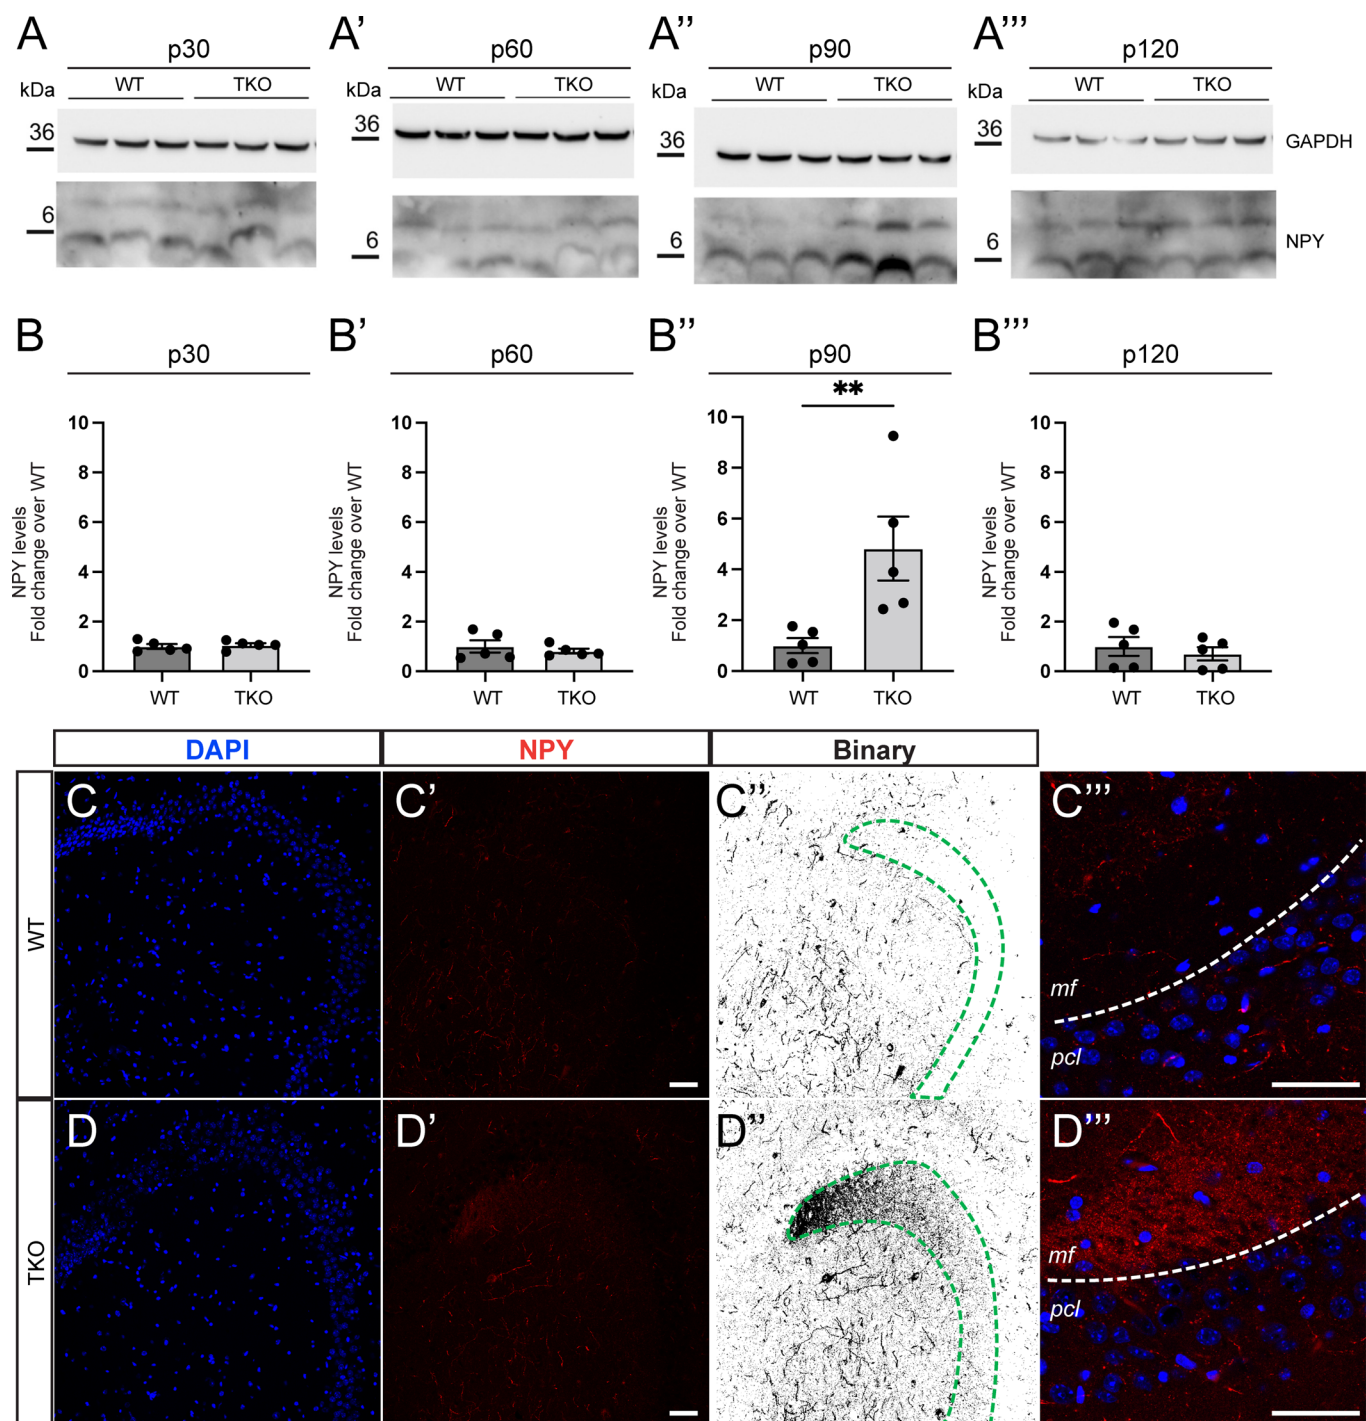 A
A’
A’’
A’’’
p30
p60
p90
p120
kDa
WT
TKO
kDa
WT
TKO
kDa
WT
TKO
kDa
WT
TKO
36
36
36
36
GAPDH
6
6
6
6
NPY
B
B’
B’’
B’’’
p30
p60
p90
p120
**
NPY levels
Fold change over WT
10
8
6
4
2
0
WT
TKO
NPY levels
Fold change over WT
10
8
6
4
2
0
WT
TKO
NPY levels
Fold change over WT
10
8
6
4
2
0
WT
TKO
NPY levels
Fold change over WT
10
8
6
4
2
0
WT
TKO
DAPI
NPY
Binary
WT
C
C’
C’’
C’’’
mf
pcl
TKO
D
D’
D’’
D’’’
mf
pcl